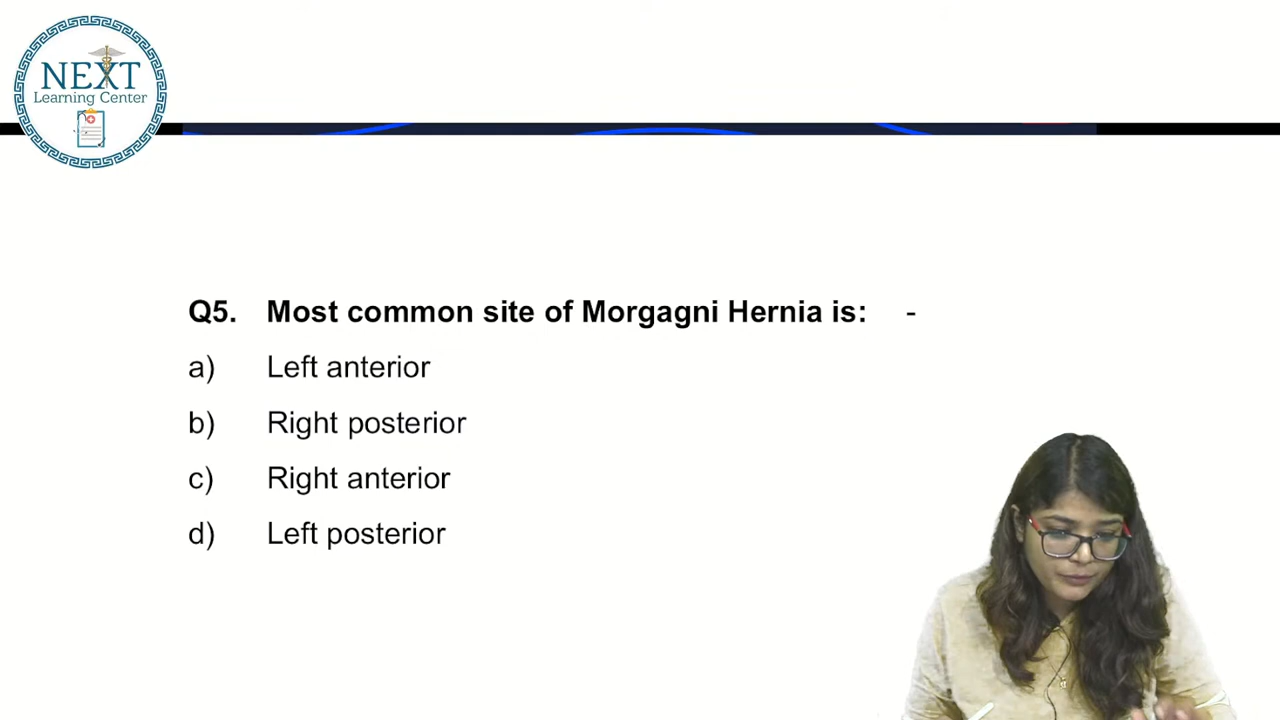 NEXT
Learning Center
Q5. Most common site of Morgagni Hernia is: -
a) Left anterior
b) Right posterior
c) Right anterior
d) Left posterior